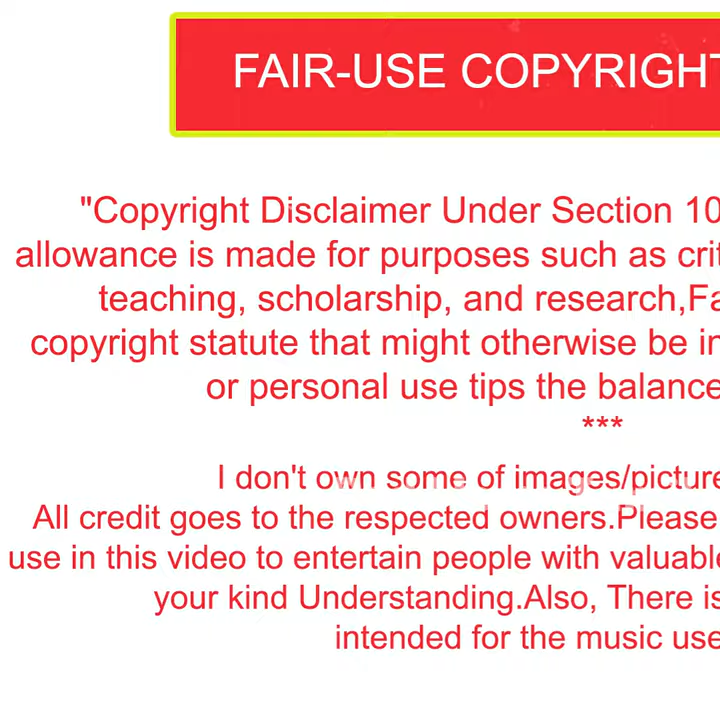 FAIR-USE COPYRIGHT
"Copyright Disclaimer Under Section 10
allowance is made for purposes such as crit
teaching, scholarship, and research,Fa
copyright statute that might otherwise be in
or personal use tips the balance
***
I don't own some of images/picture
All credit goes to the respected owners.Please
use in this video to entertain people with valuable
your kind Understanding.Also, There is
intended for the music use